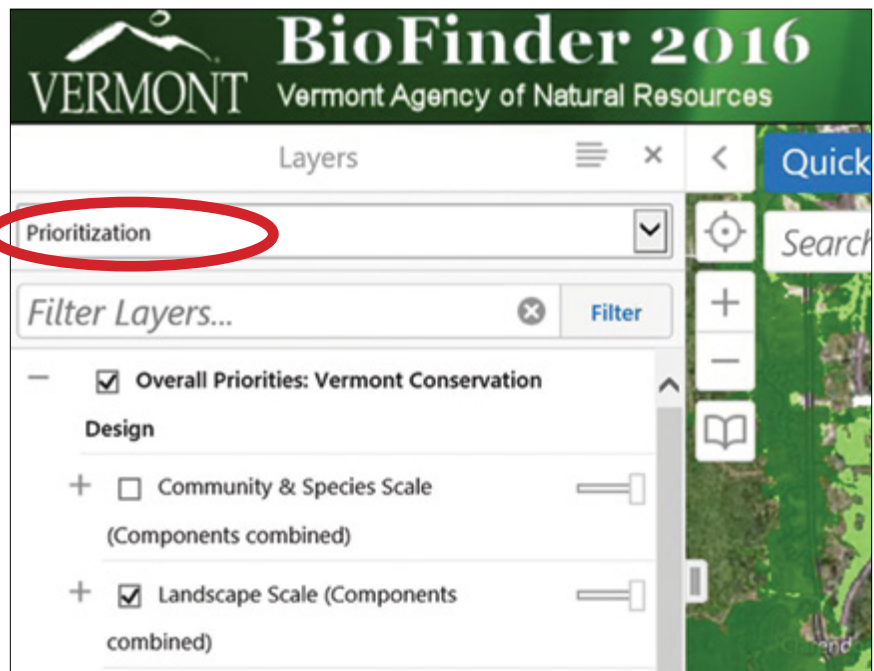 BioFinder 2016
VERMONT
Vermont Agency of Natural Resources
Layers
Quick
Prioritization
Search
Filter Layers...
Filter
Overall Priorities: Vermont Conservation
Design
Community & Species Scale
(Components combined)
Landscape Scale (Components
combined)